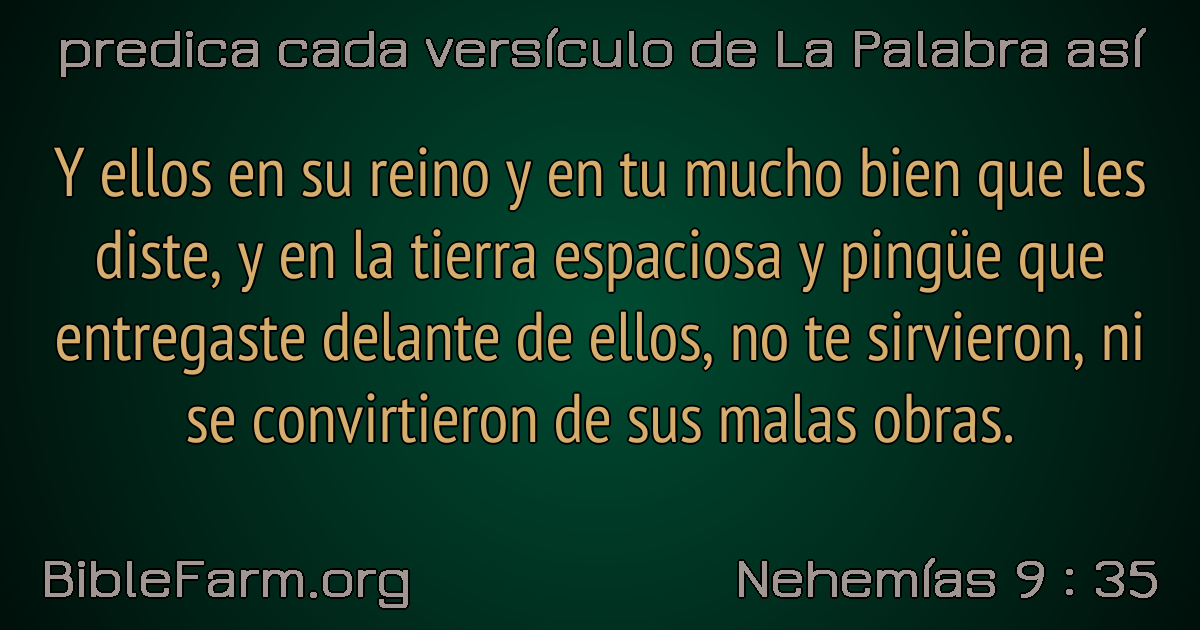 predica cada versículo de La Palabra así
Y ellos en su reino y en tu mucho bien que les
diste, y en la tierra espaciosa y pingüe que
entregaste delante de ellos, no te sirvieron, ni
se convirtieron de sus malas obras.
BibleFarm.org
Nehemías 9 : 35